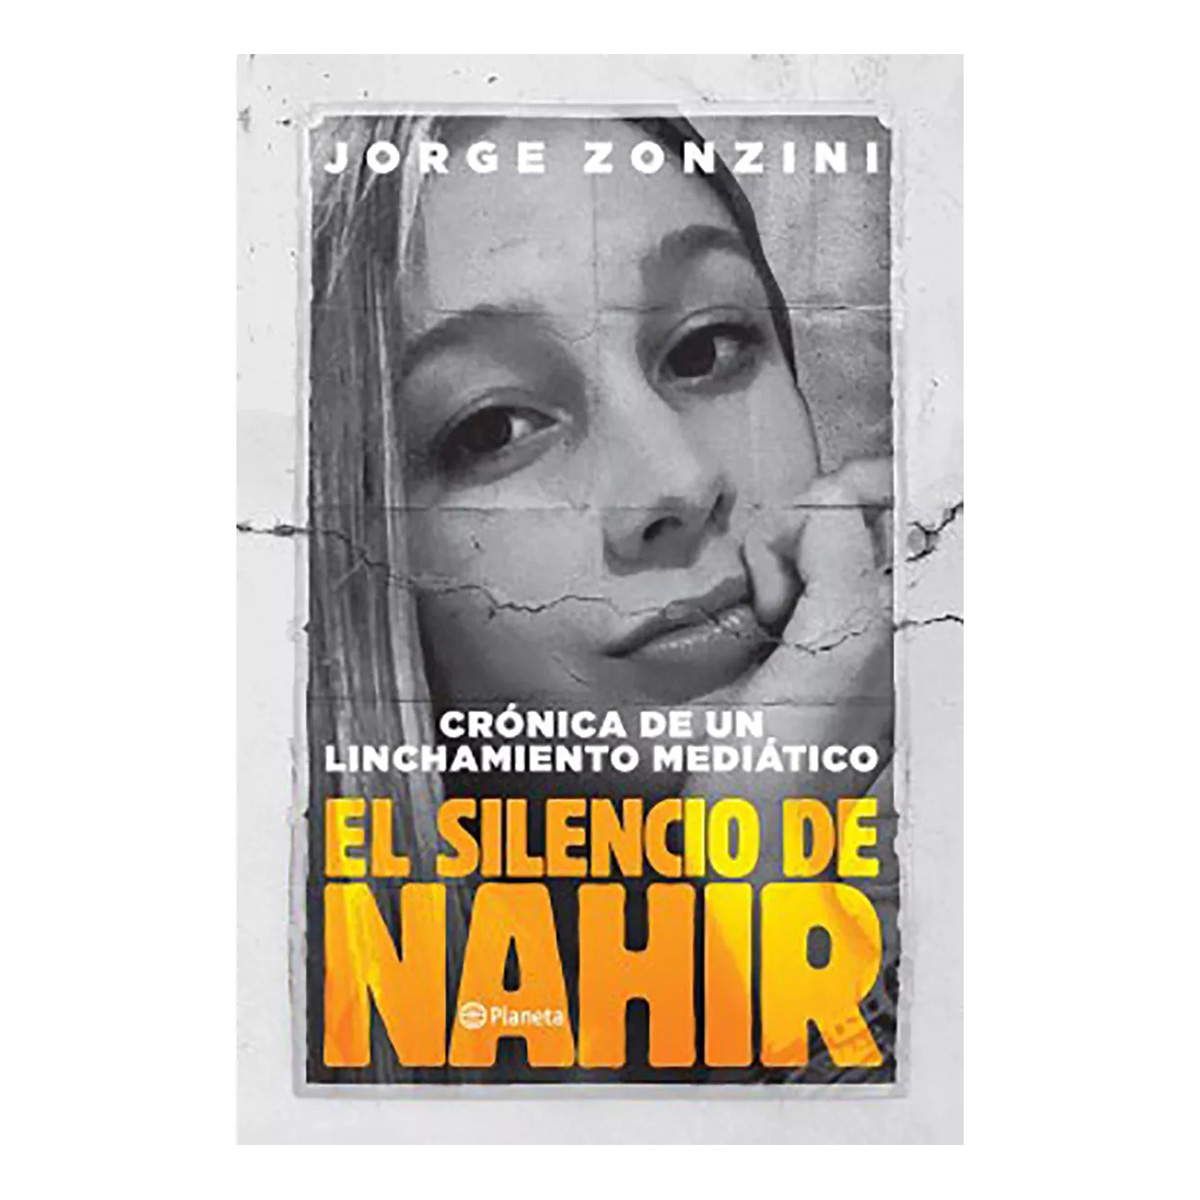 JORGE ZONZINI
CRÓNICA DE UN
LINCHAMIENTO MEDIÁTICO
EL SILENCIO DE
NAHIR
Planeta